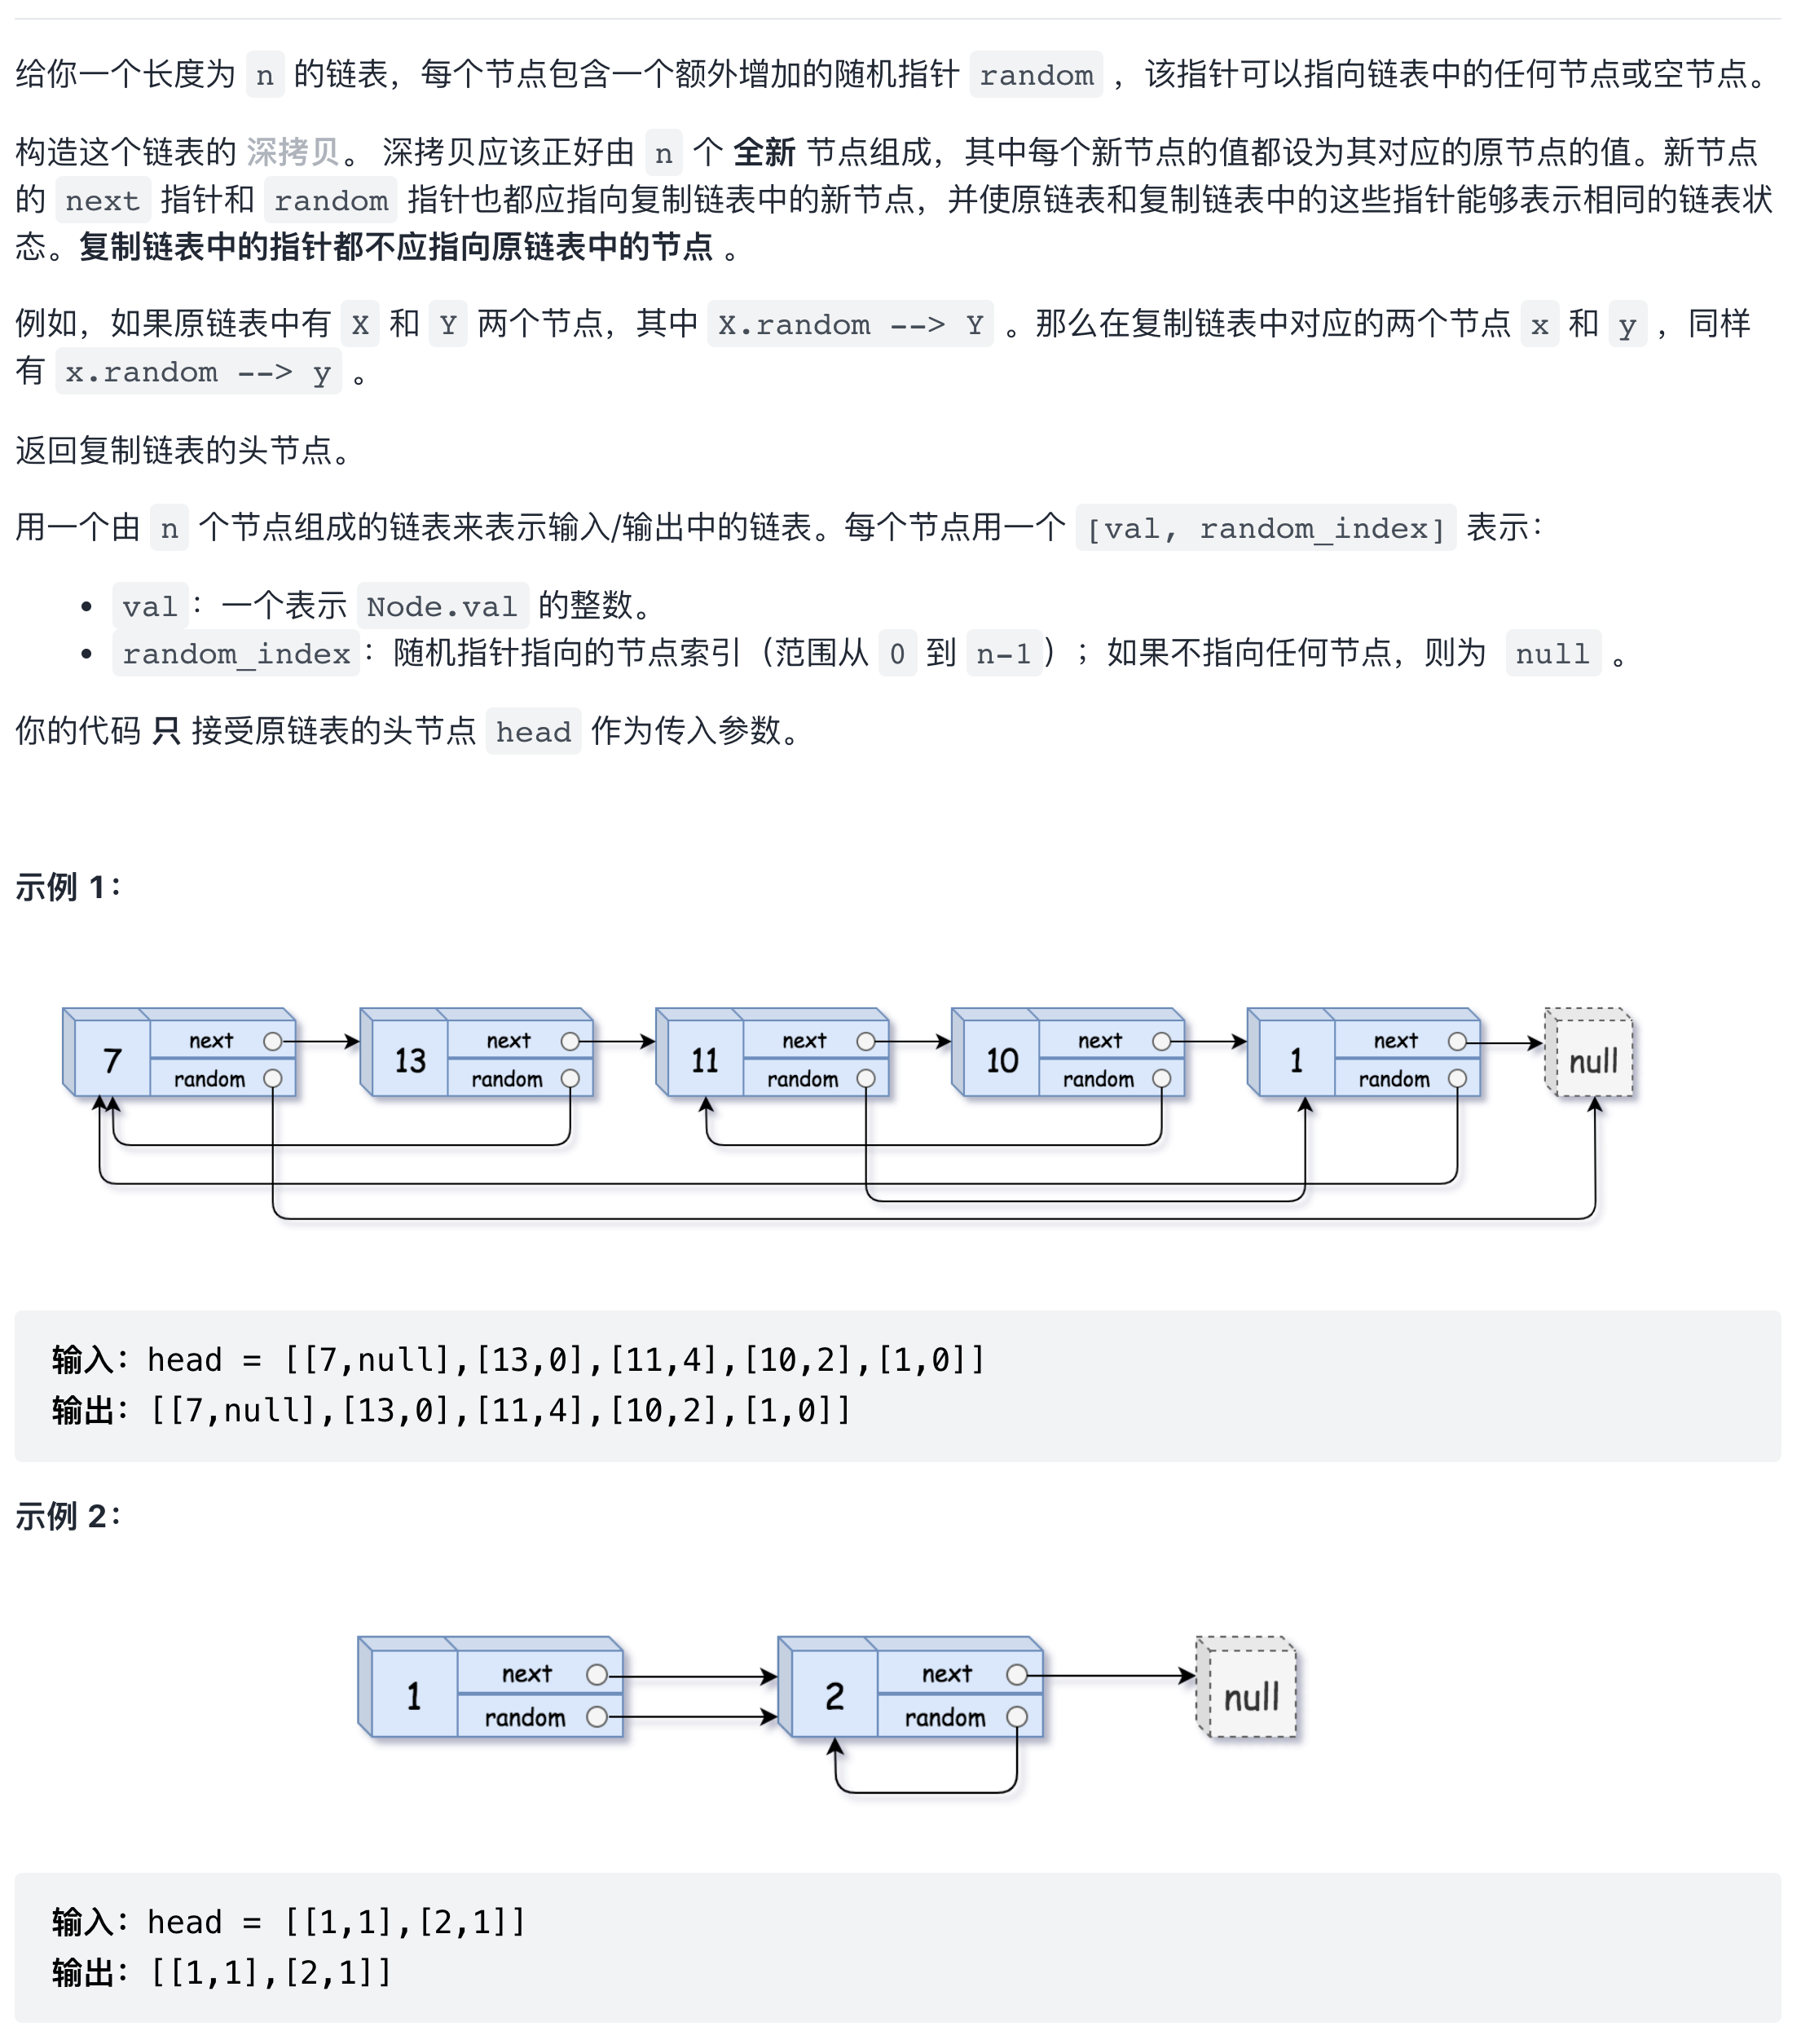 给你一个长度为 n 的链表，每个节点包含一个额外增加的随机指针 random ，该指针可以指向链表中的任何节点或空节点。
构造这个链表的 深拷贝。 深拷贝应该正好由 n 个 全新 节点组成，其中每个新节点的值都设为其对应的原节点的值。新节点
的 next 指针和 random 指针也都应指向复制链表中的新节点，并使原链表和复制链表中的这些指针能够表示相同的链表状
态。复制链表中的指针都不应指向原链表中的节点 。
例如，如果原链表中有 X 和 Y 两个节点，其中 X.random --> Y 。那么在复制链表中对应的两个节点 x 和 y ，同样
有 x.random --> y 。
返回复制链表的头节点。
用一个由 n 个节点组成的链表来表示输入/输出中的链表。每个节点用一个 [val, random_index] 表示：
• val：一个表示 Node.val 的整数。
• random_index：随机指针指向的节点索引（范围从 0 到 n-1）；如果不指向任何节点，则为 null 。
你的代码 只 接受原链表的头节点 head 作为传入参数。
示例 1：
7 next random 13 next random 11 next random 10 next random 1 next random null
输入：head = [[7,null],[13,0],[11,4],[10,2],[1,0]]
输出：[[7,null],[13,0],[11,4],[10,2],[1,0]]
示例 2：
1 next random 2 next random null
输入：head = [[1,1],[2,1]]
输出：[[1,1],[2,1]]